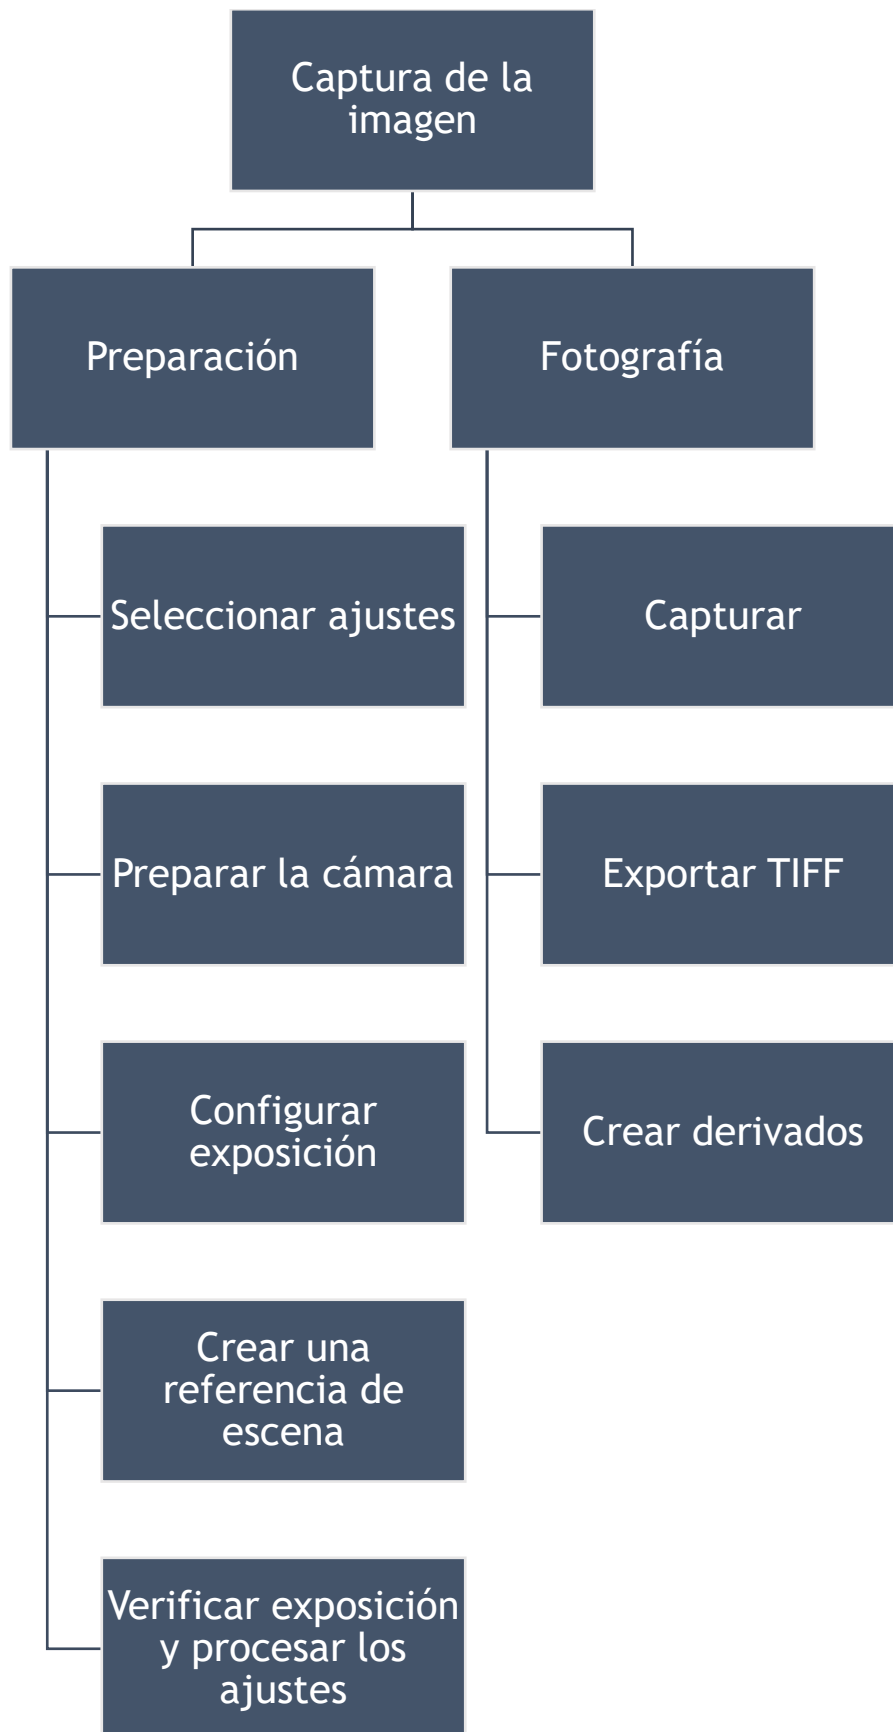 Captura de la
imagen
Preparación
Fotografía
Seleccionar ajustes
Capturar
Preparar la cámara
Exportar TIFF
Configurar
exposición
Crear derivados
Crear una
referencia de
escena
Verificar exposición
y procesar los
ajustes